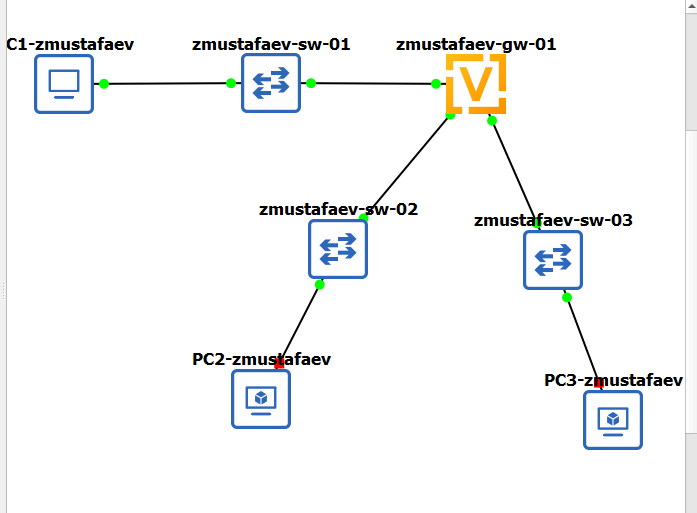 C1-zmustafaev
zmustafaev-sw-01
zmustafaev-gw-01
V
zmustafaev-sw-02
zmustafaev-sw-03
PC2-zmustafaev
PC3-zmustafaev